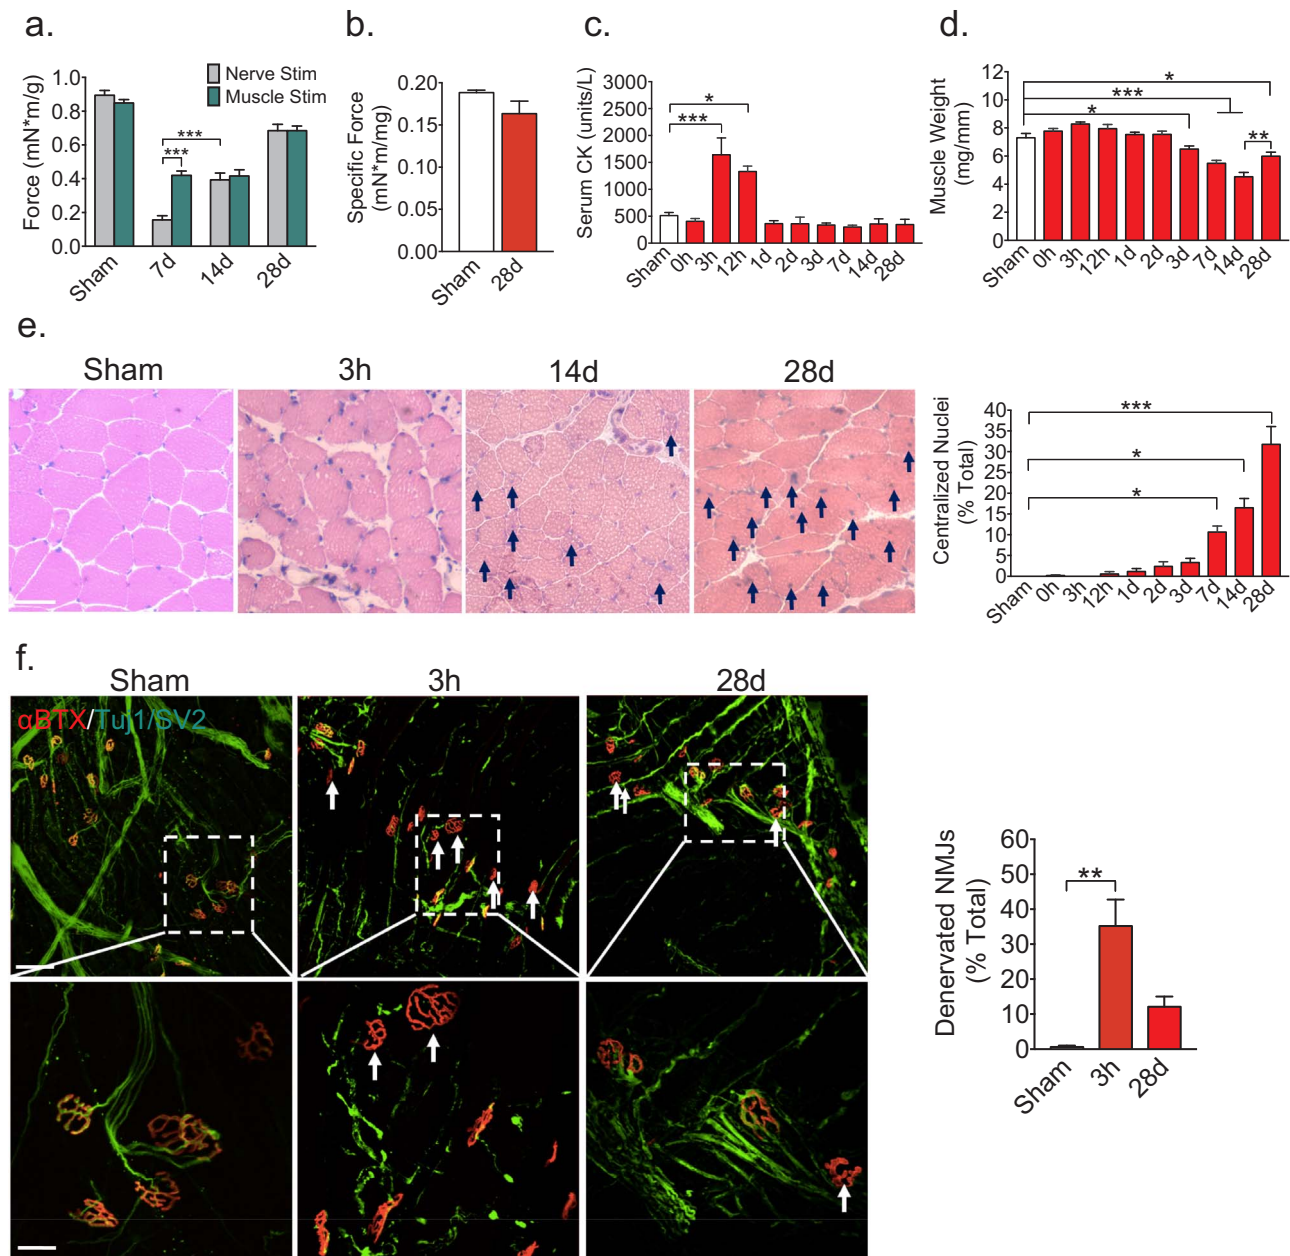 a.
Force (mN*m/g)
1.0
0.8
0.6
0.4
0.2
0.0
Nerve Stim
Muscle Stim
***
***
Sham
7d
14d
28d
b.
Specific Force
(mN*m/mg)
0.20
0.15
0.10
0.05
0.00
Sham
28d
c.
Serum CK (units/L)
3000
2500
2000
1500
1000
500
0
*
***
Sham
0h
3h
12h
1d
2d
3d
7d
14d
28d
d.
Muscle Weight
(mg/mm)
12
10
8
6
4
2
0
*
***
*
**
Sham
0h
3h
12h
1d
2d
3d
7d
14d
28d
e.
Sham
3h
14d
28d
Centralized Nuclei
(% Total)
40
35
30
25
20
15
10
5
0
***
*
*
Sham
0h
3h
12h
1d
2d
3d
7d
14d
28d
f.
Sham
3h
28d
αBTX/Tuj1/SV2
Denervated NMJs
(% Total)
60
50
40
30
20
10
0
**
Sham
3h
28d